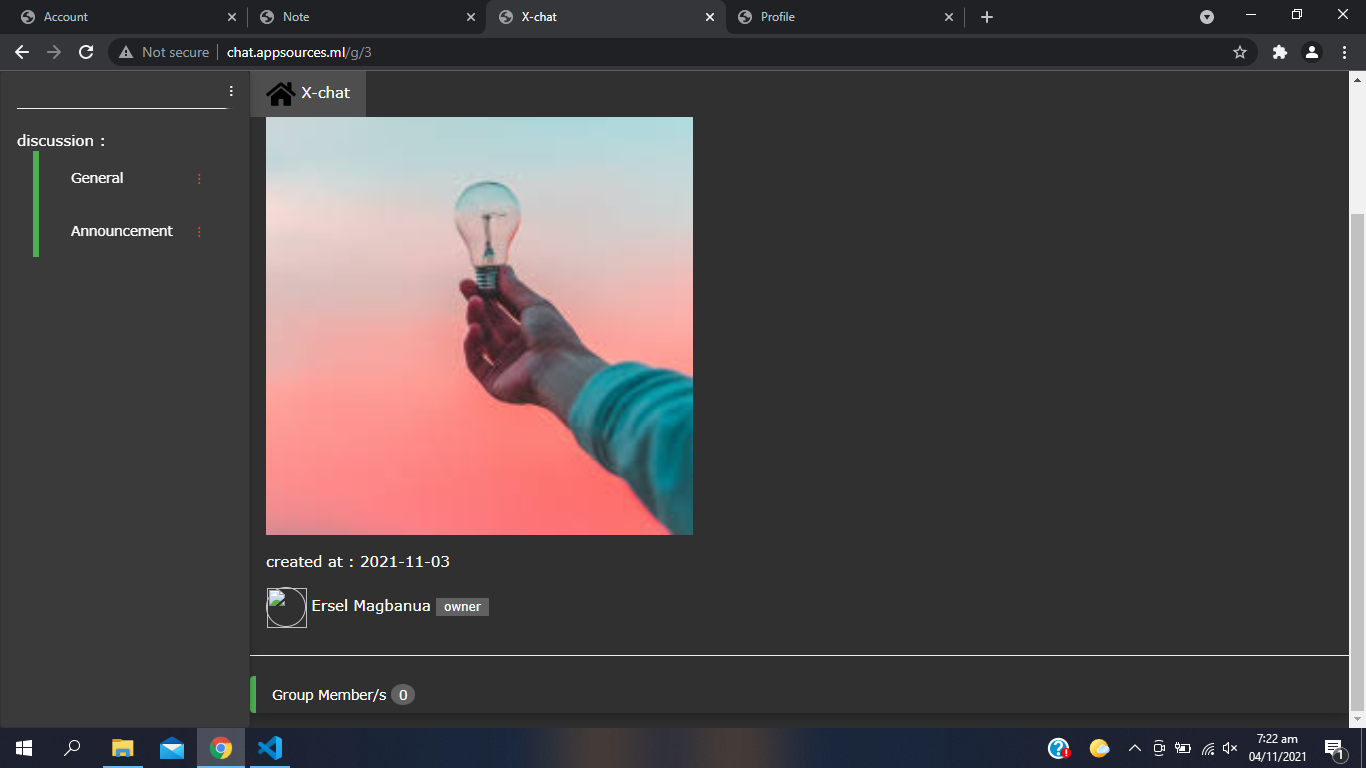 Account
Note
X-chat
Profile
Not secure
chat.appsources.ml/g/3
X-chat
discussion :
General
Announcement
created at : 2021-11-03
Ersel Magbanua owner
Group Member/s 0
7:22 am
04/11/2021
1